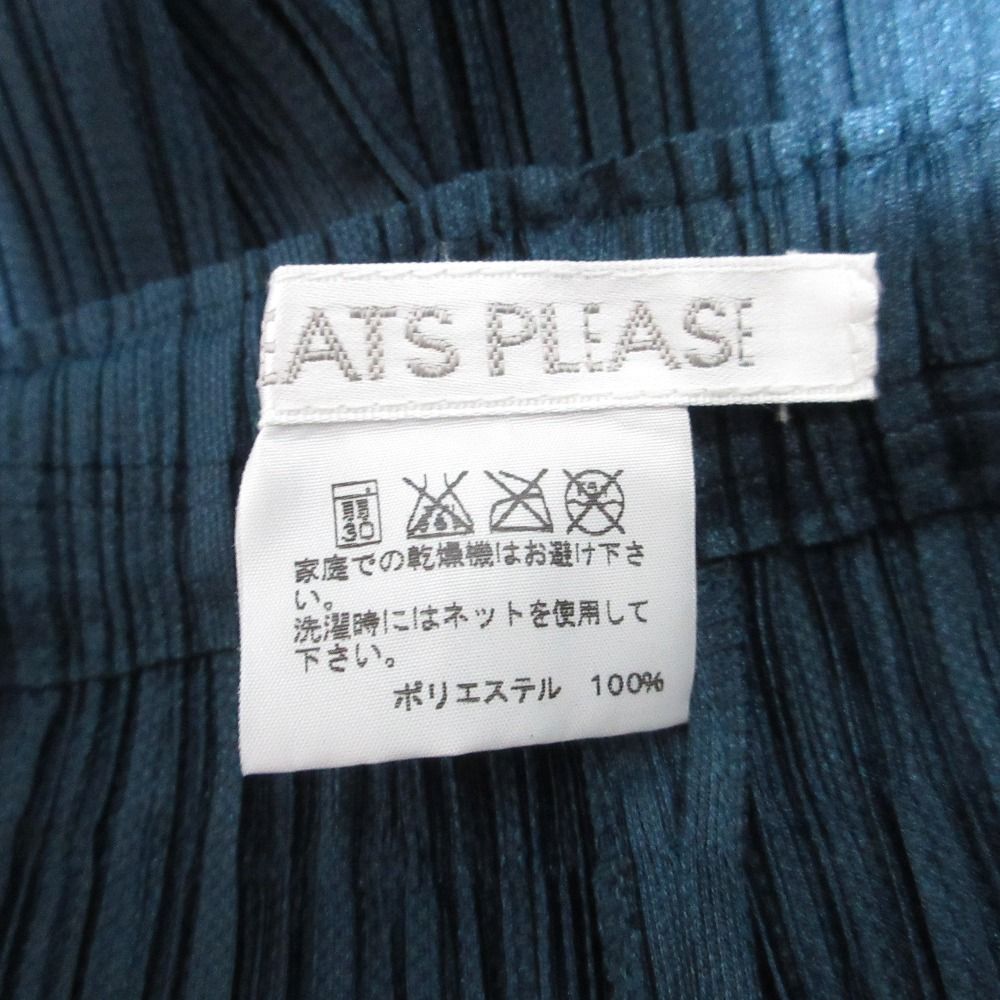 EATS PLEASE
30
家庭での乾燥機はお避け下さ
い。
洗濯時にはネットを使用して
下さい。
ポリエステル 100%